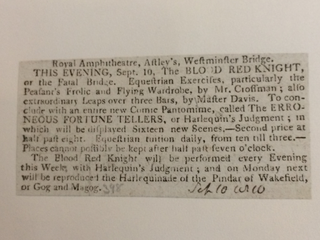 Royal Amphitheatre, Aſtley's, Weſtminſter Bridge.
THIS EVENING, Sept. 10, The BLOOD RED KNIGHT,
or the Fatal Bridge. Equeſtrian Exerciſes, particularly the
Peaſant's Frolic and Flying Wardrobe, by Mr. Croſſman; alſo
extraordinary Leaps over three Bars, by Maſter Davis. To con-
clude with an entire new Comic Pantomime, called The ERRO-
NEOUS FORTUNE TELLERS, or Harlequin's Judgment; in
which will be diſplayed Sixteen new Scenes.—Second price at
half paſt eight. Equeſtrian tuition daily, from ten till three.—
Places cannot poſſibly be kept after half paſt ſeven o'clock.
The Blood Red Knight will be performed every Evening
this Week, with Harlequin's Judgment; and on Monday next
will be reproduced the Harlequinade of the Pindar of Wakefield,
or Gog and Magog.
Sept 10 1810